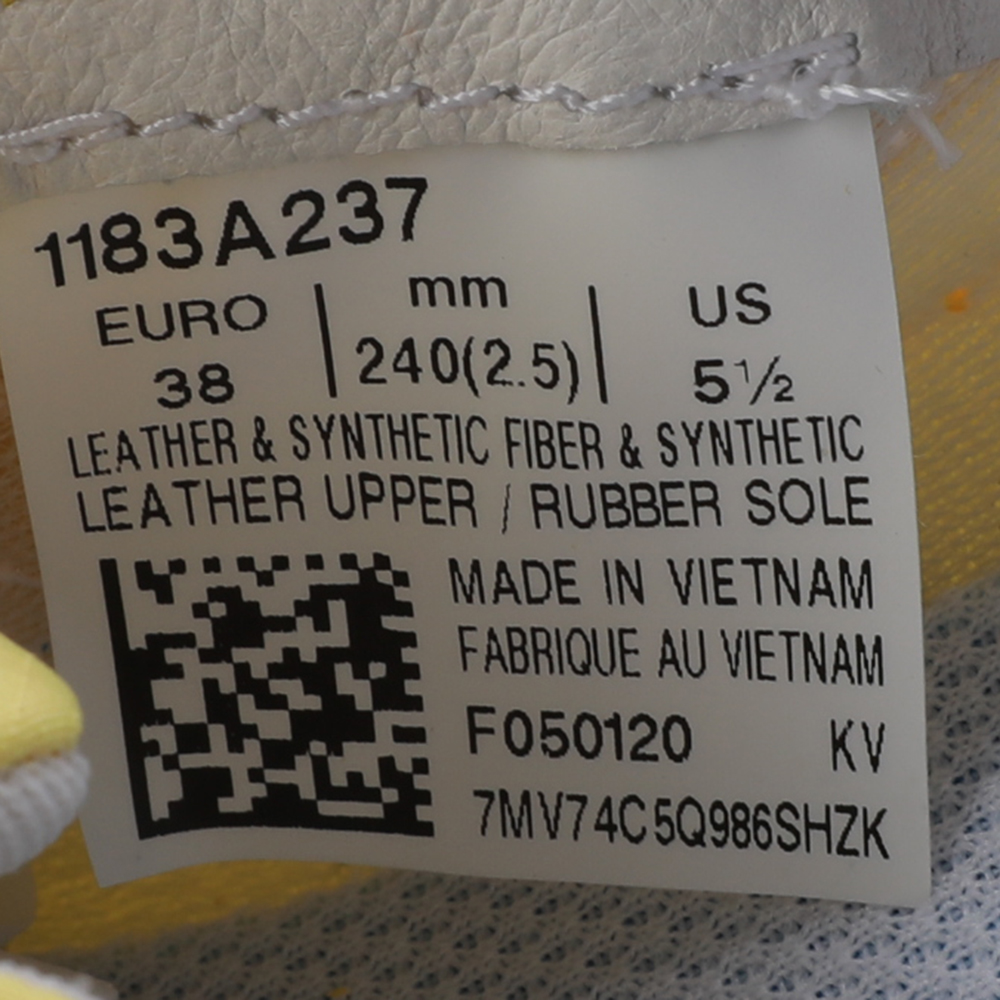 1183A237
EURO | mm | US
38 | 240(2.5) | 5½
LEATHER & SYNTHETIC FIBER & SYNTHETIC
LEATHER UPPER / RUBBER SOLE
MADE IN VIETNAM
FABRIQUE AU VIETNAM
F050120 KV
7MV74C5Q986SHZK